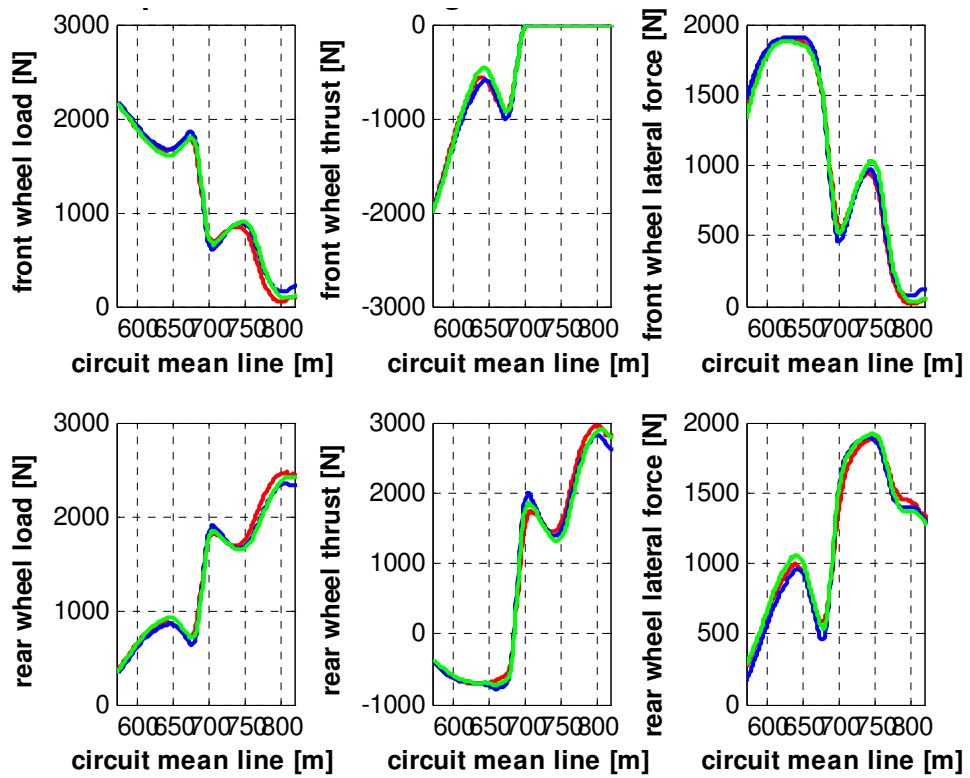 front wheel load [N]
3000
2000
1000
0
600 650 700 750 800
circuit mean line [m]
front wheel thrust [N]
0
-1000
-2000
-3000
600 650 700 750 800
circuit mean line [m]
front wheel lateral force [N]
2000
1500
1000
500
0
600 650 700 750 800
circuit mean line [m]
rear wheel load [N]
3000
2000
1000
0
600 650 700 750 800
circuit mean line [m]
rear wheel thrust [N]
3000
2000
1000
0
-1000
600 650 700 750 800
circuit mean line [m]
rear wheel lateral force [N]
2000
1500
1000
500
0
600 650 700 750 800
circuit mean line [m]